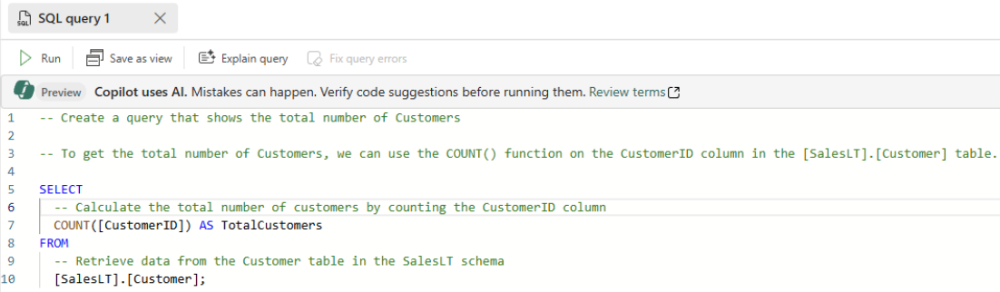 SQL query 1
Run Save as view Explain query Fix query errors
Preview Copilot uses AI. Mistakes can happen. Verify code suggestions before running them. Review terms
1 -- Create a query that shows the total number of Customers
2
3 -- To get the total number of Customers, we can use the COUNT() function on the CustomerID column in the [SalesLT].[Customer] table.
4
5 SELECT
6 -- Calculate the total number of customers by counting the CustomerID column
7 COUNT([CustomerID]) AS TotalCustomers
8 FROM
9 -- Retrieve data from the Customer table in the SalesLT schema
10 [SalesLT].[Customer];